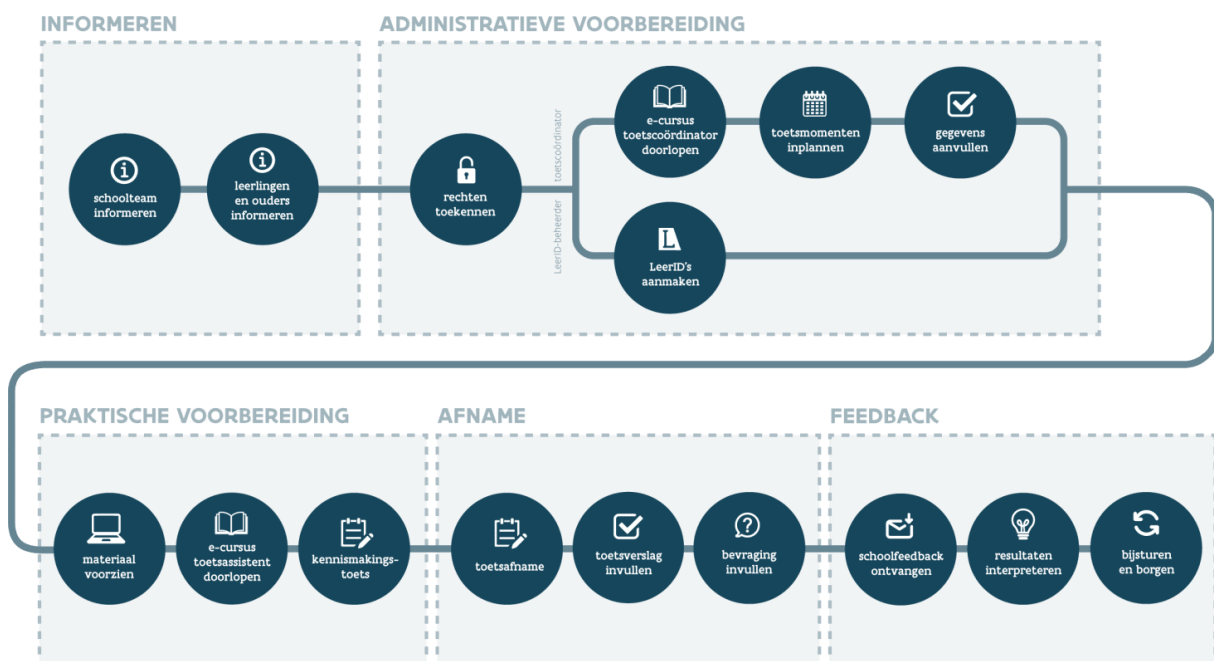 INFORMEREN
schoolteam
informeren
leerlingen
en ouders
informeren
ADMINISTRATIEVE VOORBEREIDING
rechten
toekennen
toetscoördinator
LeerID-beheerder
e-cursus
toetscoördinator
doorlopen
toetsmomenten
inplannen
gegevens
aanvullen
L
LeerID's
aanmaken
PRAKTISCHE VOORBEREIDING
materiaal
voorzien
e-cursus
toetsassistent
doorlopen
kennismakings-
toets
AFNAME
toetsafname
toetsverslag
invullen
bevraging
invullen
FEEDBACK
schoolfeedback
ontvangen
resultaten
interpreteren
bijsturen
en borgen